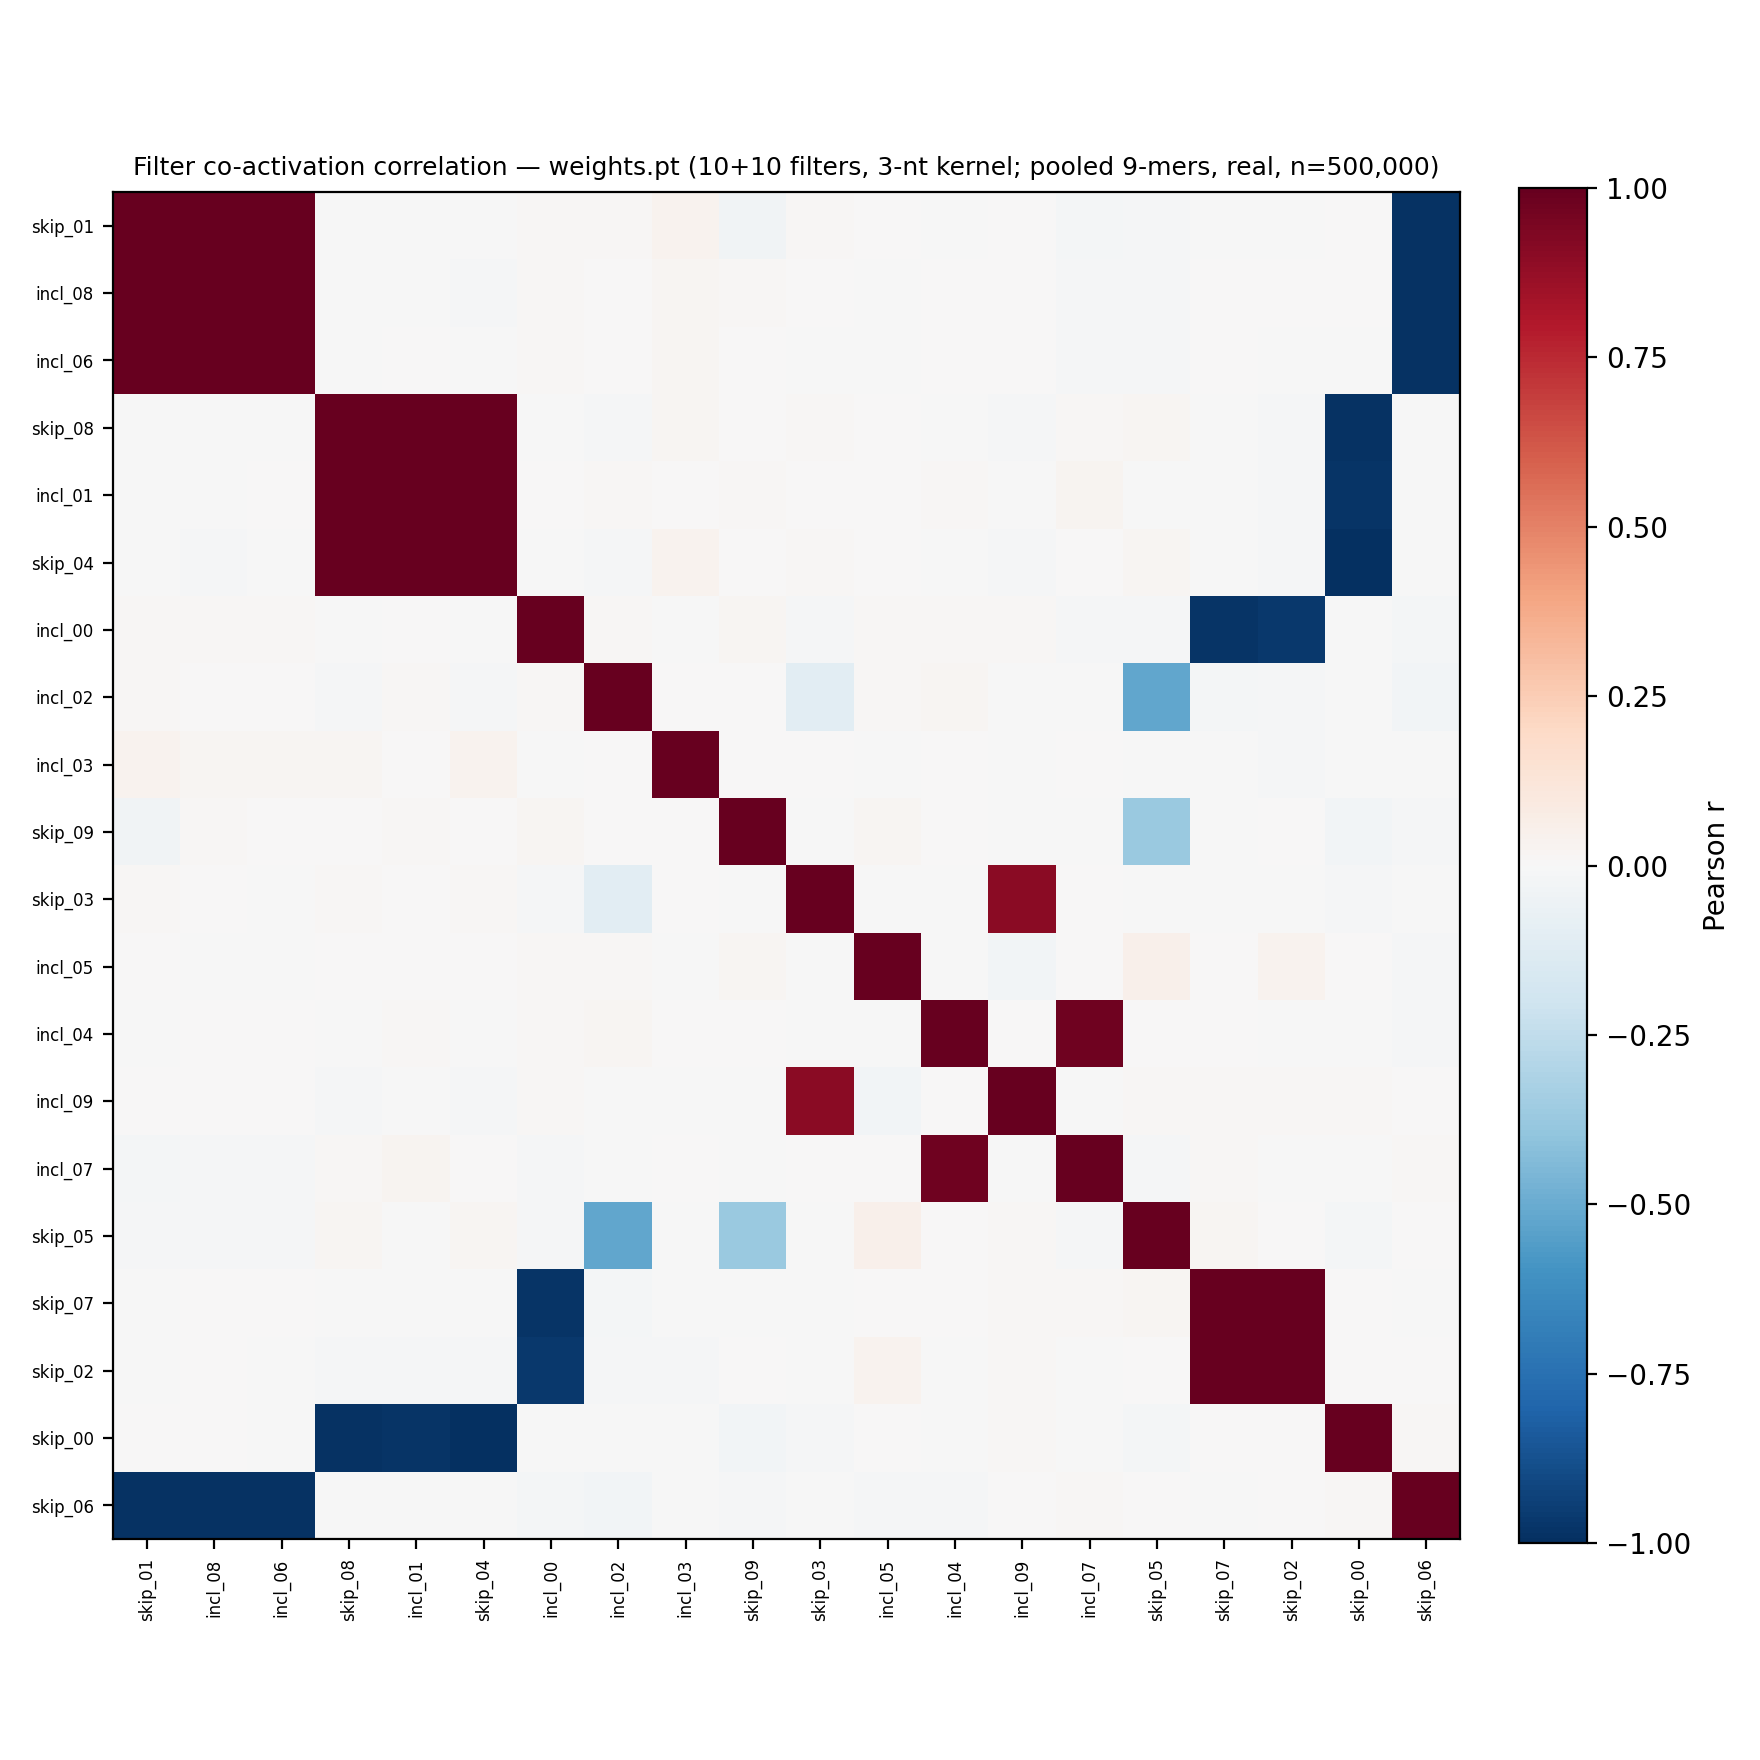 Filter co-activation correlation — weights.pt (10+10 filters, 3-nt kernel; pooled 9-mers, real, n=500,000)
skip_01
incl_08
incl_06
skip_08
incl_01
skip_04
incl_00
incl_02
incl_03
skip_09
skip_03
incl_05
incl_04
incl_09
incl_07
skip_05
skip_07
skip_02
skip_00
skip_06
skip_01
incl_08
incl_06
skip_08
incl_01
skip_04
incl_00
incl_02
incl_03
skip_09
skip_03
incl_05
incl_04
incl_09
incl_07
skip_05
skip_07
skip_02
skip_00
skip_06
1.00
0.75
0.50
0.25
0.00
−0.25
−0.50
−0.75
−1.00
Pearson r